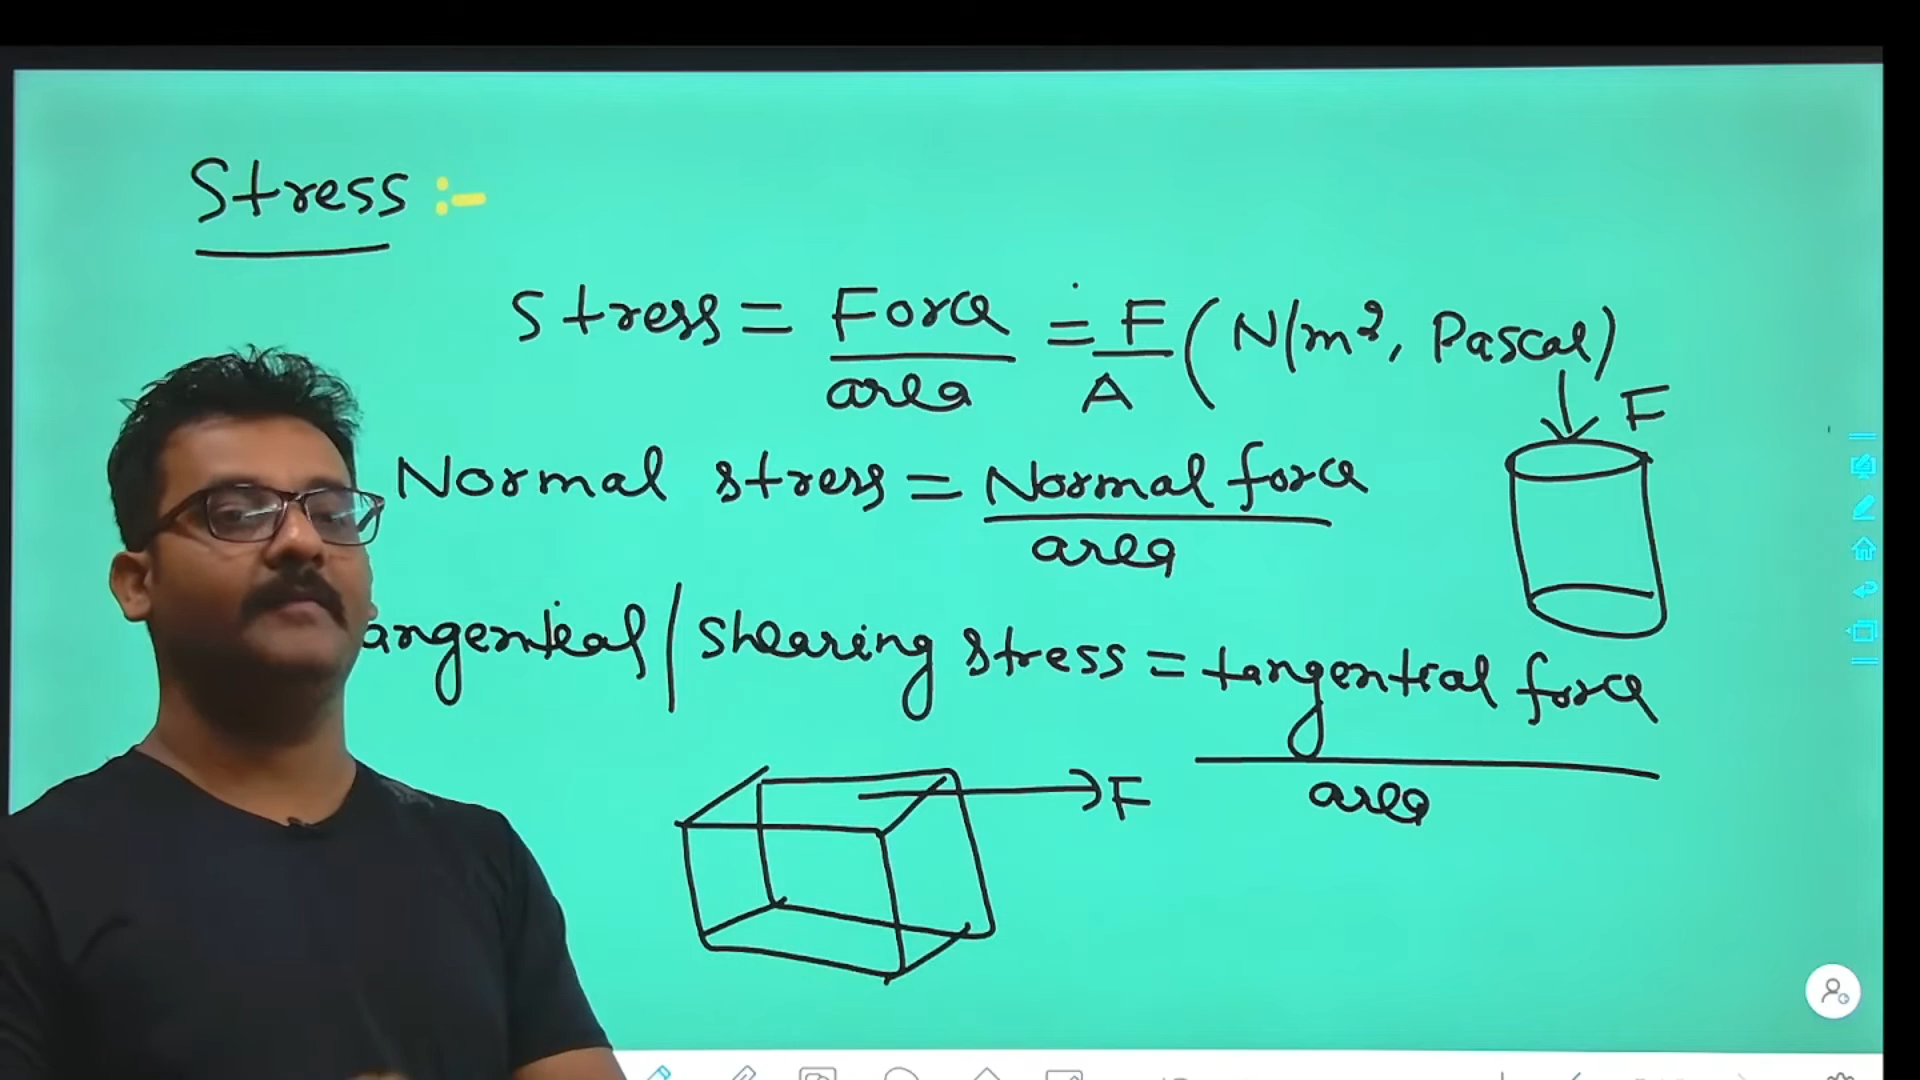 Stress :-
Stress = Force/area = F/A (N/m², Pascal)
F
Normal stress = Normal force/area
angential / Shearing stress = tangential force/area
F